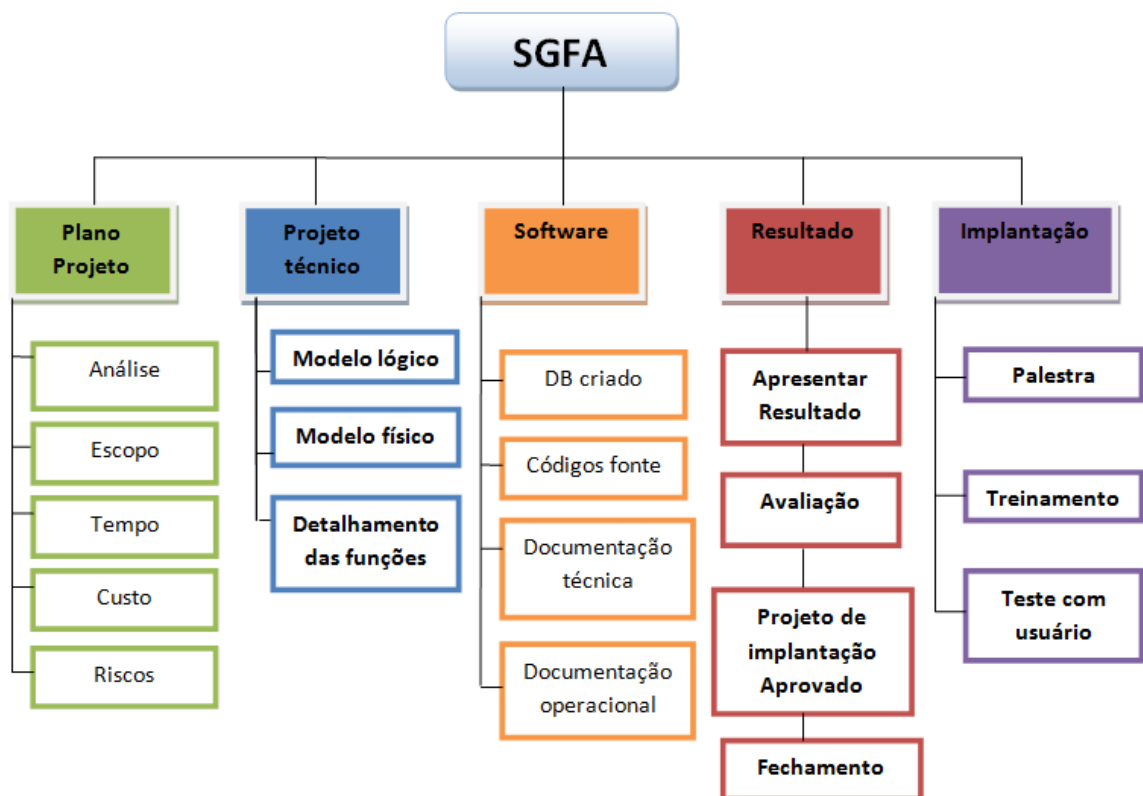 SGFA
Plano
Projeto
Análise
Escopo
Tempo
Custo
Riscos
Projeto
técnico
Modelo lógico
Modelo físico
Detalhamento
das funções
Software
DB criado
Códigos fonte
Documentação
técnica
Documentação
operacional
Resultado
Apresentar
Resultado
Avaliação
Projeto de
implantação
Aprovado
Fechamento
Implantação
Palestra
Treinamento
Teste com
usuário